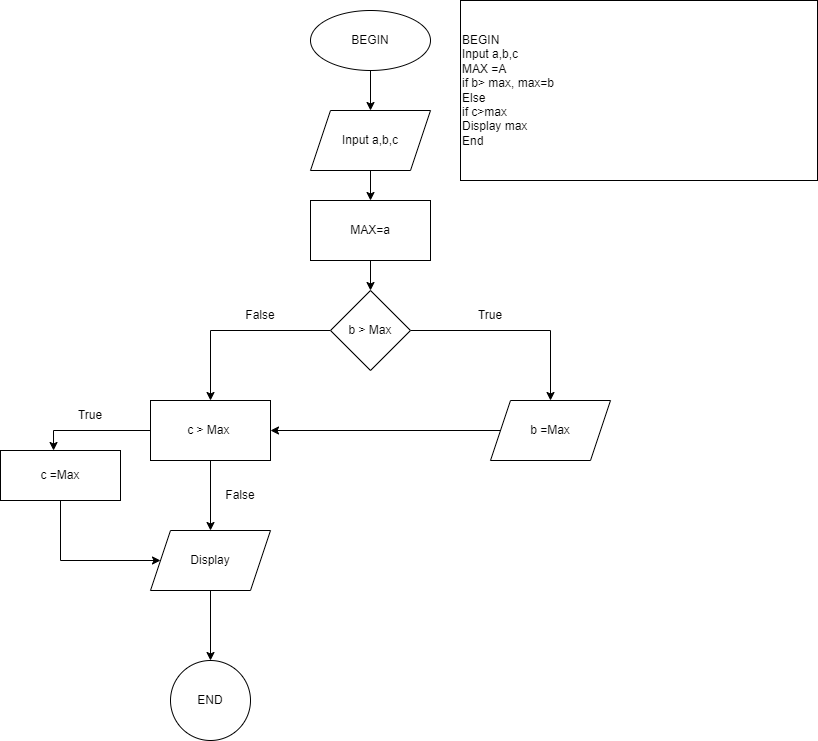 BEGIN
Input a,b,c
MAX=a
b > Max
False
True
c > Max
b =Max
True
c =Max
False
Display
END
BEGIN
Input a,b,c
MAX =A
if b> max, max=b
Else
if c>max
Display max
End